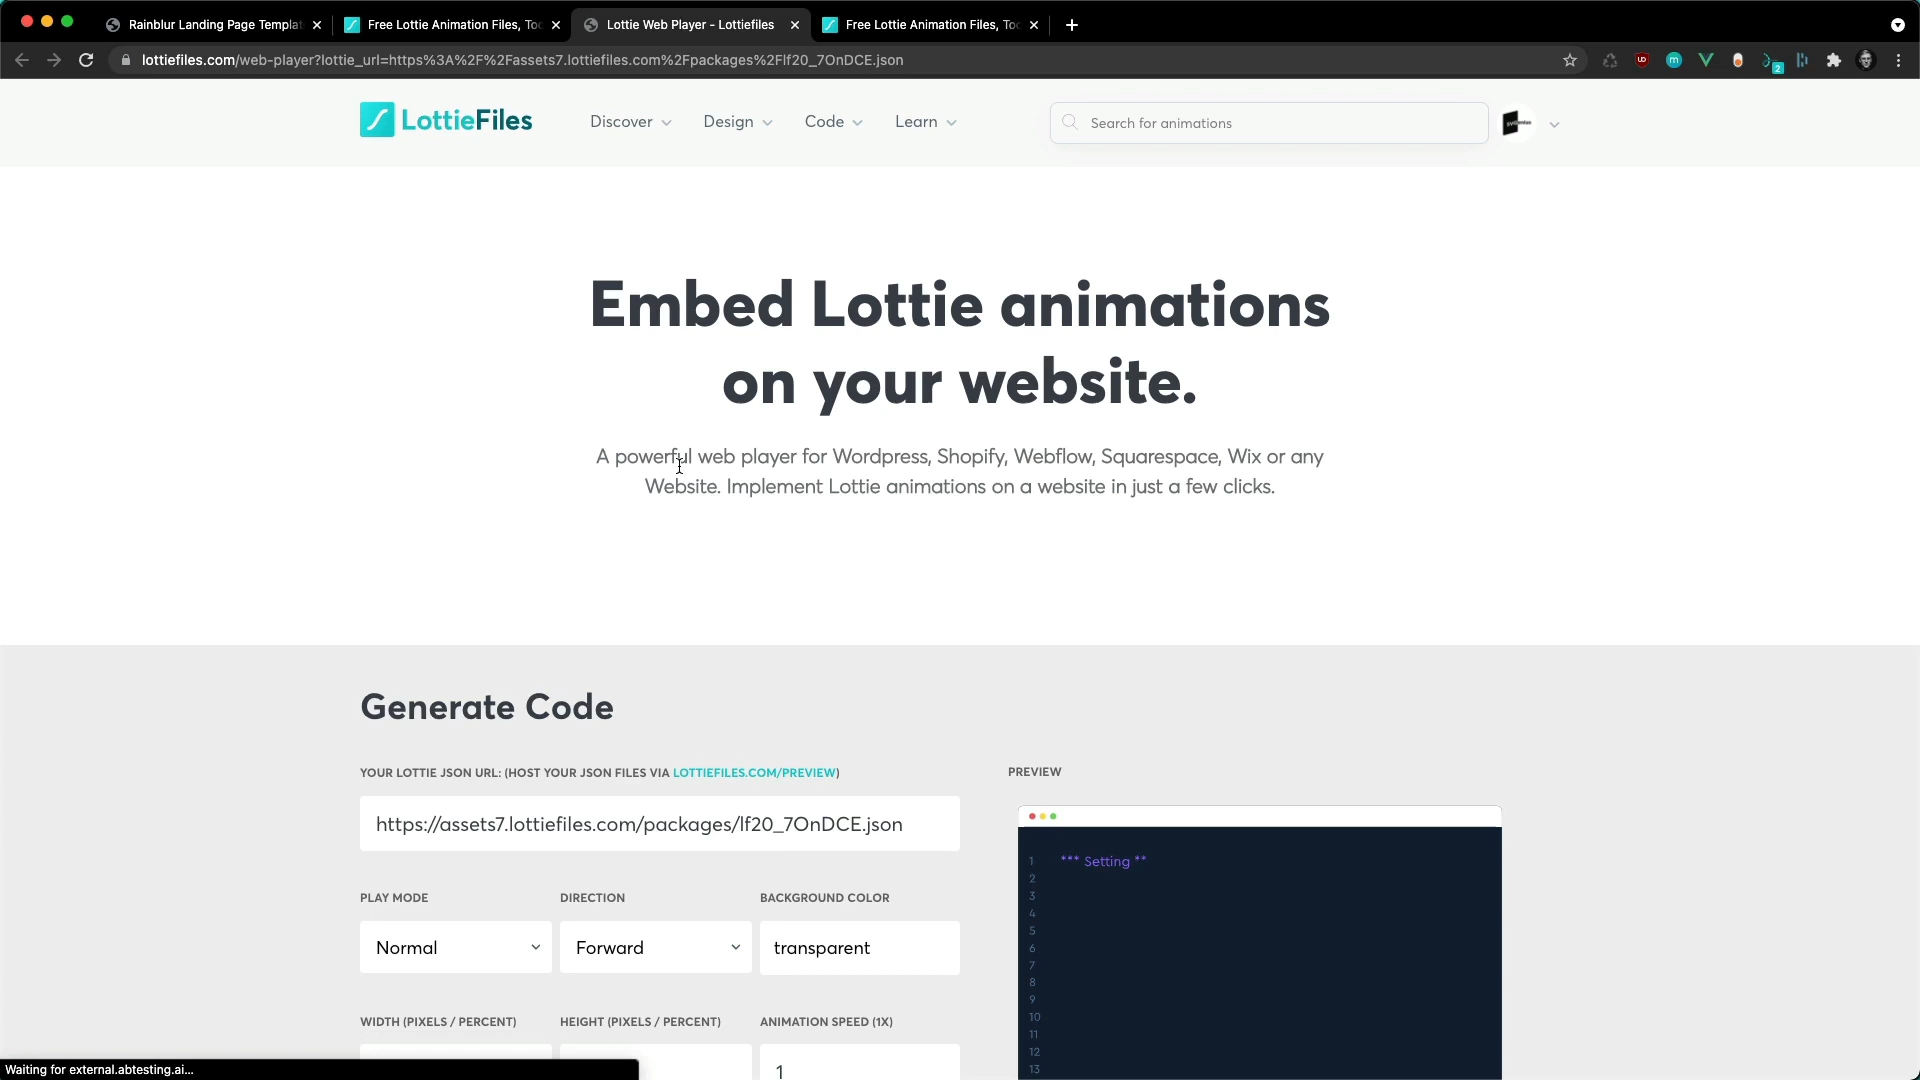 Rainblur Landing Page Templat
Free Lottie Animation Files, Too
Lottie Web Player - Lottiefiles
Free Lottie Animation Files, Too
lottiefiles.com/web-player?lottie_url=https%3A%2F%2Fassets7.lottiefiles.com%2Fpackages%2Flf20_7OnDCE.json
2
LottieFiles
Discover
Design
Code
Learn
Search for animations
Embed Lottie animations
on your website.
A powerful web player for Wordpress, Shopify, Webflow, Squarespace, Wix or any
Website. Implement Lottie animations on a website in just a few clicks.
Generate Code
YOUR LOTTIE JSON URL: (HOST YOUR JSON FILES VIA LOTTIEFILES.COM/PREVIEW)
https://assets7.lottiefiles.com/packages/lf20_7OnDCE.json
PLAY MODE
DIRECTION
BACKGROUND COLOR
Normal
Forward
transparent
WIDTH (PIXELS / PERCENT)
HEIGHT (PIXELS / PERCENT)
ANIMATION SPEED (1X)
1
PREVIEW
1 *** Setting **
2
3
4
5
6
7
8
9
10
11
12
13
Waiting for external.abtesting.ai...